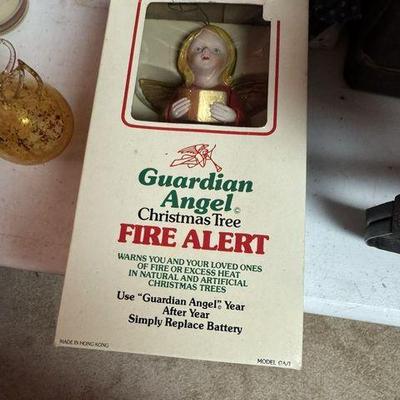 Guardian
Angel©
Christmas Tree
FIRE ALERT
WARNS YOU AND YOUR LOVED ONES
OF FIRE OR EXCESS HEAT
IN NATURAL AND ARTIFICIAL
CHRISTMAS TREES
Use "Guardian Angel"© Year
After Year
Simply Replace Battery
MADE IN HONG KONG
MODEL